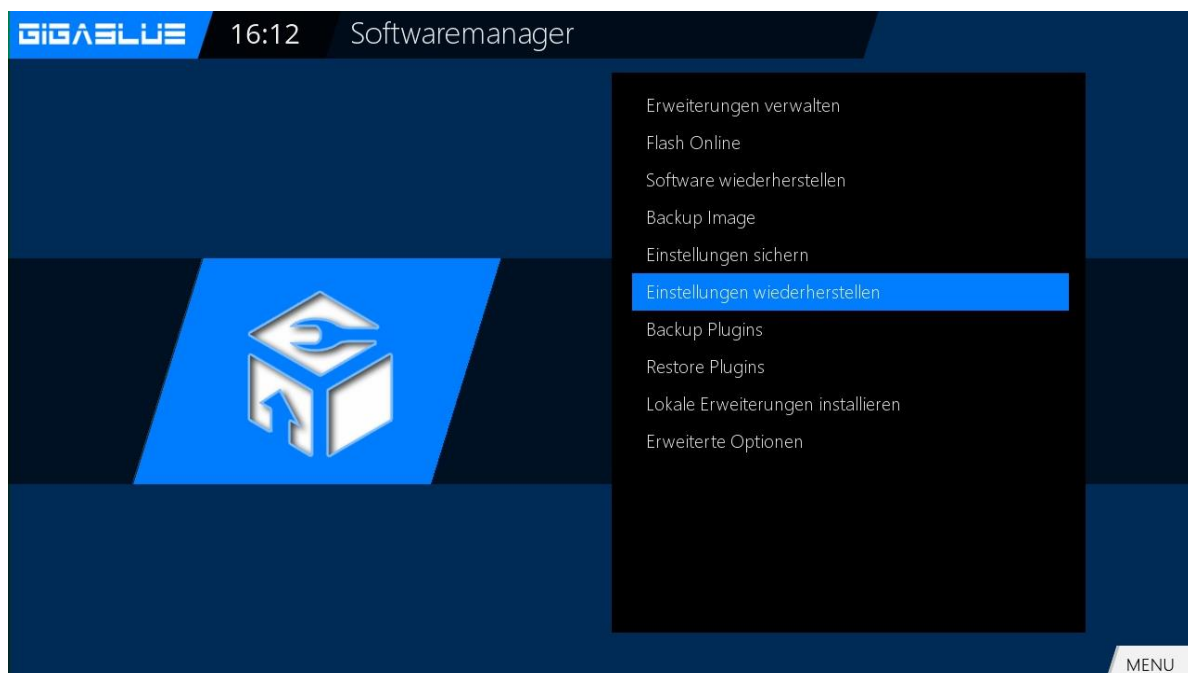 GIGABLUE 16:12 Softwaremanager
Erweiterungen verwalten
Flash Online
Software wiederherstellen
Backup Image
Einstellungen sichern
Einstellungen wiederherstellen
Backup Plugins
Restore Plugins
Lokale Erweiterungen installieren
Erweiterte Optionen
MENU